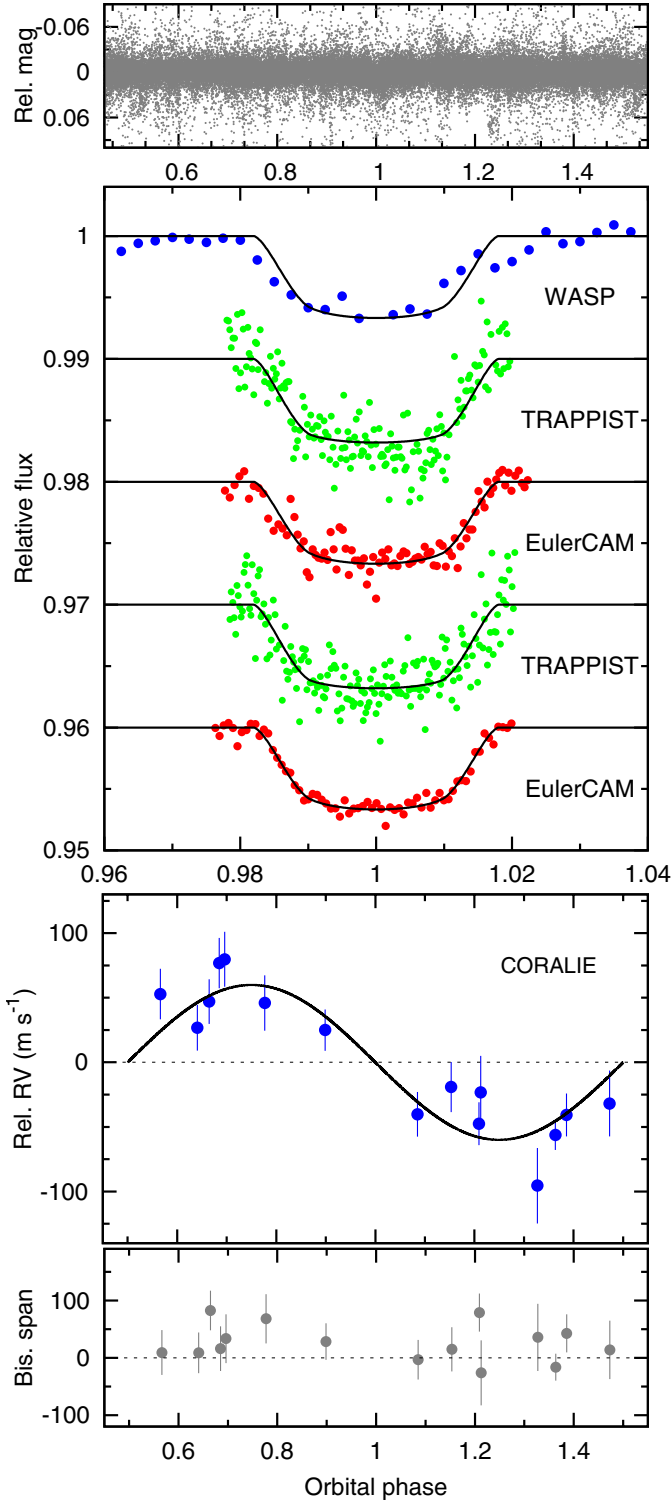 Rel. mag
-0.06
0
0.06
0.6 0.8 1 1.2 1.4
Relative flux
1
0.99
0.98
0.97
0.96
0.95
WASP
TRAPPIST
EulerCAM
TRAPPIST
EulerCAM
0.96 0.98 1 1.02 1.04
Rel. RV (m s⁻¹)
100
0
-100
CORALIE
Bis. span
100
0
-100
0.6 0.8 1 1.2 1.4
Orbital phase